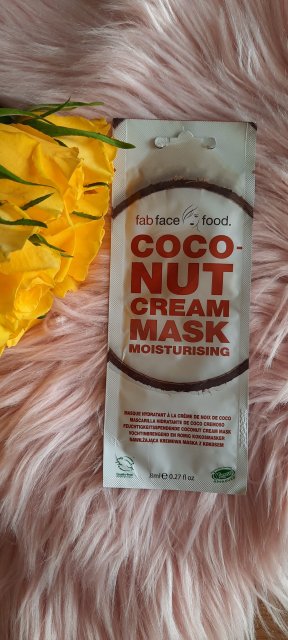 fab face food.
COCO-
NUT
CREAM
MASK
MOISTURISING
MASQUE HYDRATANT À LA CRÈME DE NOIX DE COCO
MASCARILLA HIDRATANTE DE COCO CREMOSO
FEUCHTIGKEITSSPENDENDE COCONUT CREAM MASK
VOCHTINBRENGEND EN ROMIG KOKOSMASKER
NAWILŻAJĄCA KREMOWA MASKA Z KOKOSEM
8ml ℮ 0.27 fl oz